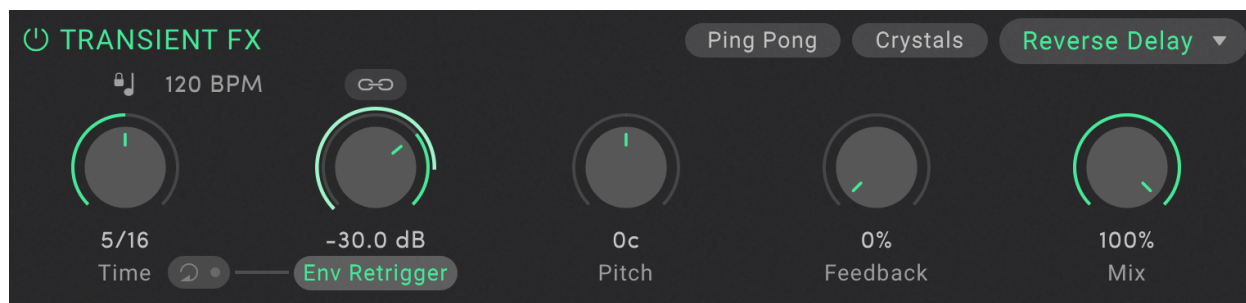 TRANSIENT FX
Ping Pong
Crystals
Reverse Delay
120 BPM
5/16
-30.0 dB
0c
0%
100%
Time
Env Retrigger
Pitch
Feedback
Mix